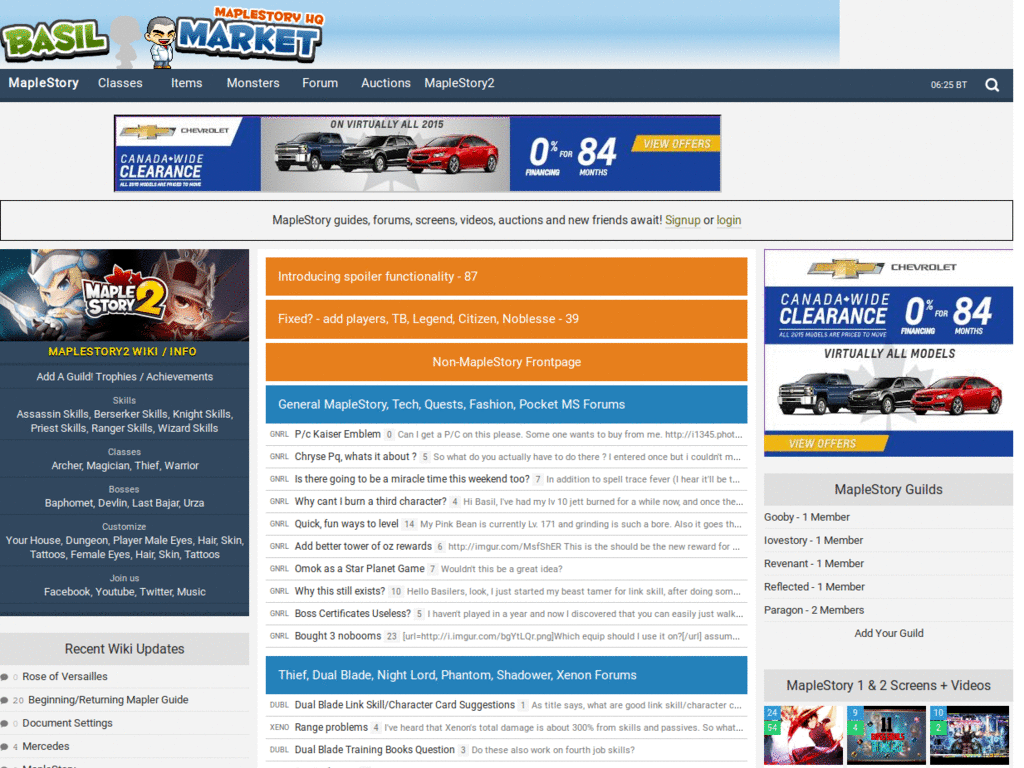 BASIL MARKET
MAPLESTORY HQ
MapleStory Classes Items Monsters Forum Auctions MapleStory2 06:25 BT
CHEVROLET
CANADA-WIDE
CLEARANCE
ALL 2015 MODELS ARE PRICED TO MOVE
ON VIRTUALLY ALL 2015
0% FOR 84
FINANCING MONTHS
VIEW OFFERS
MapleStory guides, forums, screens, videos, auctions and new friends await! Signup or login
MAPLE STORY 2
MAPLESTORY2 WIKI / INFO
Add A Guild! Trophies / Achievements
Skills
Assassin Skills, Berserker Skills, Knight Skills,
Priest Skills, Ranger Skills, Wizard Skills
Classes
Archer, Magician, Thief, Warrior
Bosses
Baphomet, Devlin, Last Bajar, Urza
Customize
Your House, Dungeon, Player Male Eyes, Hair, Skin,
Tattoos, Female Eyes, Hair, Skin, Tattoos
Join us
Facebook, Youtube, Twitter, Music
Recent Wiki Updates
0 Rose of Versailles
20 Beginning/Returning Mapler Guide
0 Document Settings
4 Mercedes
Introducing spoiler functionality - 87
Fixed? - add players, TB, Legend, Citizen, Noblesse - 39
Non-MapleStory Frontpage
General MapleStory, Tech, Quests, Fashion, Pocket MS Forums
GNRL P/c Kaiser Emblem 0 Can I get a P/C on this please. Some one wants to buy from me. http://i1345.phot...
GNRL Chryse Pq, whats it about ? 5 So what do you actually have to do there ? I entered once but i couldn't m...
GNRL Is there going to be a miracle time this weekend too? 7 In addition to spell trace fever (I hear it'll be t...
GNRL Why cant I burn a third character? 4 Hi Basil, I've had my lv 10 jett burned for a while now, and once the...
GNRL Quick, fun ways to level 14 My Pink Bean is currently Lv. 171 and grinding is such a bore. Also it goes th...
GNRL Add better tower of oz rewards 6 http://imgur.com/MsfShER This is the should be the new reward for ...
GNRL Omok as a Star Planet Game 7 Wouldn't this be a great idea?
GNRL Why this still exists? 10 Hello Basilers, look, I just started my beast tamer for link skill, after doing som...
GNRL Boss Certificates Useless? 5 I haven't played in a year and now I discovered that you can easily just walk...
GNRL Bought 3 nobooms 23 [url=http://i.imgur.com/bgYtLQr.png]Which equip should I use it on?[/url] assum...
Thief, Dual Blade, Night Lord, Phantom, Shadower, Xenon Forums
DUBL Dual Blade Link Skill/Character Card Suggestions 1 As title says, what are good link skill/character c...
XENO Range problems 4 I've heard that Xenon's total damage is about 300% from skills and passives. So what...
DUBL Dual Blade Training Books Question 3 Do these also work on fourth job skills?
CHEVROLET
CANADA-WIDE
CLEARANCE
ALL 2015 MODELS ARE PRICED TO MOVE
0% FOR 84
FINANCING MONTHS
VIRTUALLY ALL MODELS
VIEW OFFERS
MapleStory Guilds
Gooby - 1 Member
Iovestory - 1 Member
Revenant - 1 Member
Reflected - 1 Member
Paragon - 2 Members
Add Your Guild
MapleStory 1 & 2 Screens + Videos
24 9 10
54 4 2